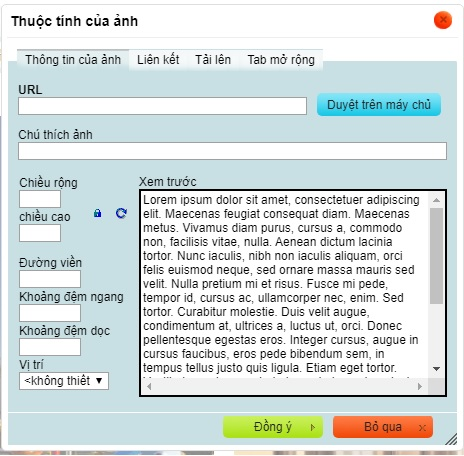 Thuộc tính của ảnh
Thông tin của ảnh Liên kết Tải lên Tab mở rộng
URL
Duyệt trên máy chủ
Chú thích ảnh
Chiều rộng
chiều cao
Đường viền
Khoảng đệm ngang
Khoảng đệm dọc
Vị trí
<không thiết
Xem trước
Lorem ipsum dolor sit amet, consectetuer adipiscing
elit. Maecenas feugiat consequat diam. Maecenas
metus. Vivamus diam purus, cursus a, commodo
non, facilisis vitae, nulla. Aenean dictum lacinia
tortor. Nunc iaculis, nibh non iaculis aliquam, orci
felis euismod neque, sed ornare massa mauris sed
velit. Nulla pretium mi et risus. Fusce mi pede,
tempor id, cursus ac, ullamcorper nec, enim. Sed
tortor. Curabitur molestie. Duis velit augue,
condimentum at, ultrices a, luctus ut, orci. Donec
pellentesque egestas eros. Integer cursus, augue in
cursus faucibus, eros pede bibendum sem, in
tempus tellus justo quis ligula. Etiam eget tortor.
Đồng ý
Bỏ qua